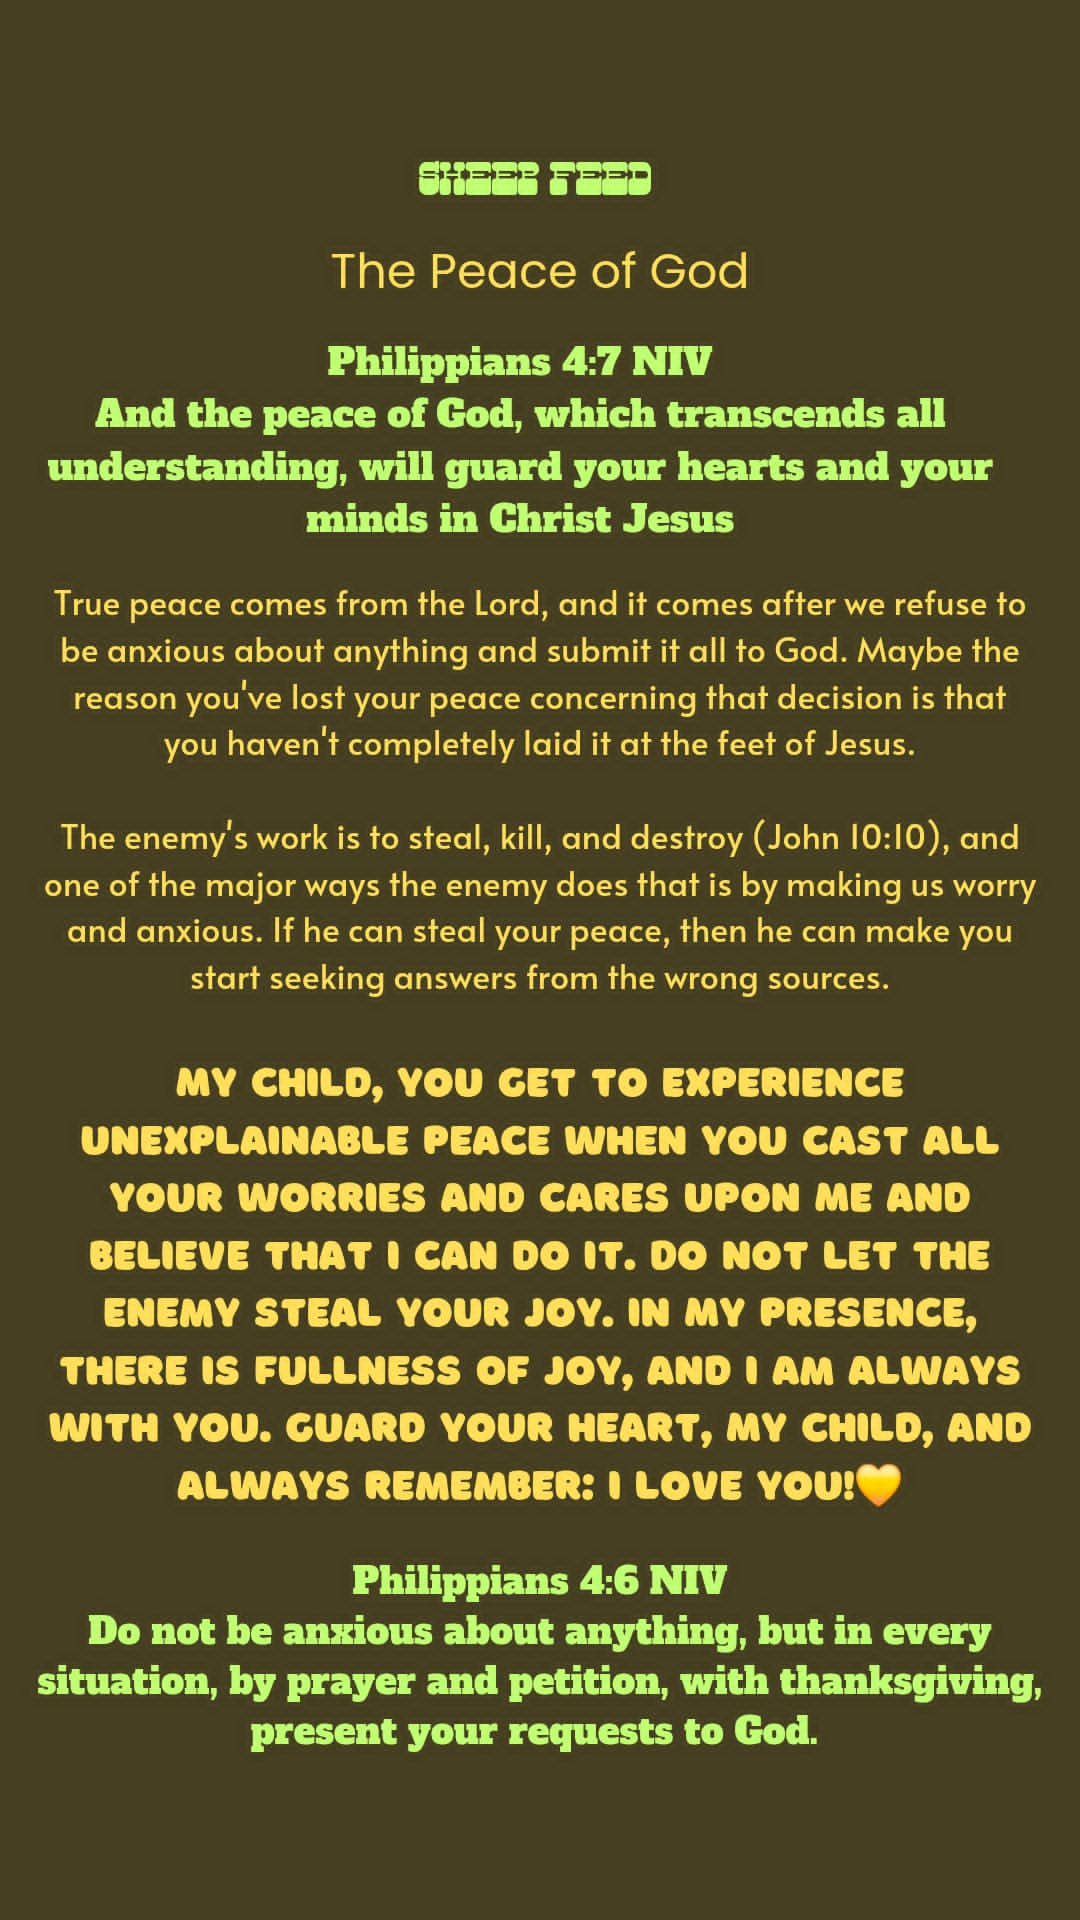 SHEEP FEED
The Peace of God
Philippians 4:7 NIV
And the peace of God, which transcends all
understanding, will guard your hearts and your
minds in Christ Jesus
True peace comes from the Lord, and it comes after we refuse to
be anxious about anything and submit it all to God. Maybe the
reason you've lost your peace concerning that decision is that
you haven't completely laid it at the feet of Jesus.
The enemy's work is to steal, kill, and destroy (John 10:10), and
one of the major ways the enemy does that is by making us worry
and anxious. If he can steal your peace, then he can make you
start seeking answers from the wrong sources.
MY CHILD, YOU GET TO EXPERIENCE
UNEXPLAINABLE PEACE WHEN YOU CAST ALL
YOUR WORRIES AND CARES UPON ME AND
BELIEVE THAT I CAN DO IT. DO NOT LET THE
ENEMY STEAL YOUR JOY. IN MY PRESENCE,
THERE IS FULLNESS OF JOY, AND I AM ALWAYS
WITH YOU. GUARD YOUR HEART, MY CHILD, AND
ALWAYS REMEMBER: I LOVE YOU!💛
Philippians 4:6 NIV
Do not be anxious about anything, but in every
situation, by prayer and petition, with thanksgiving,
present your requests to God.